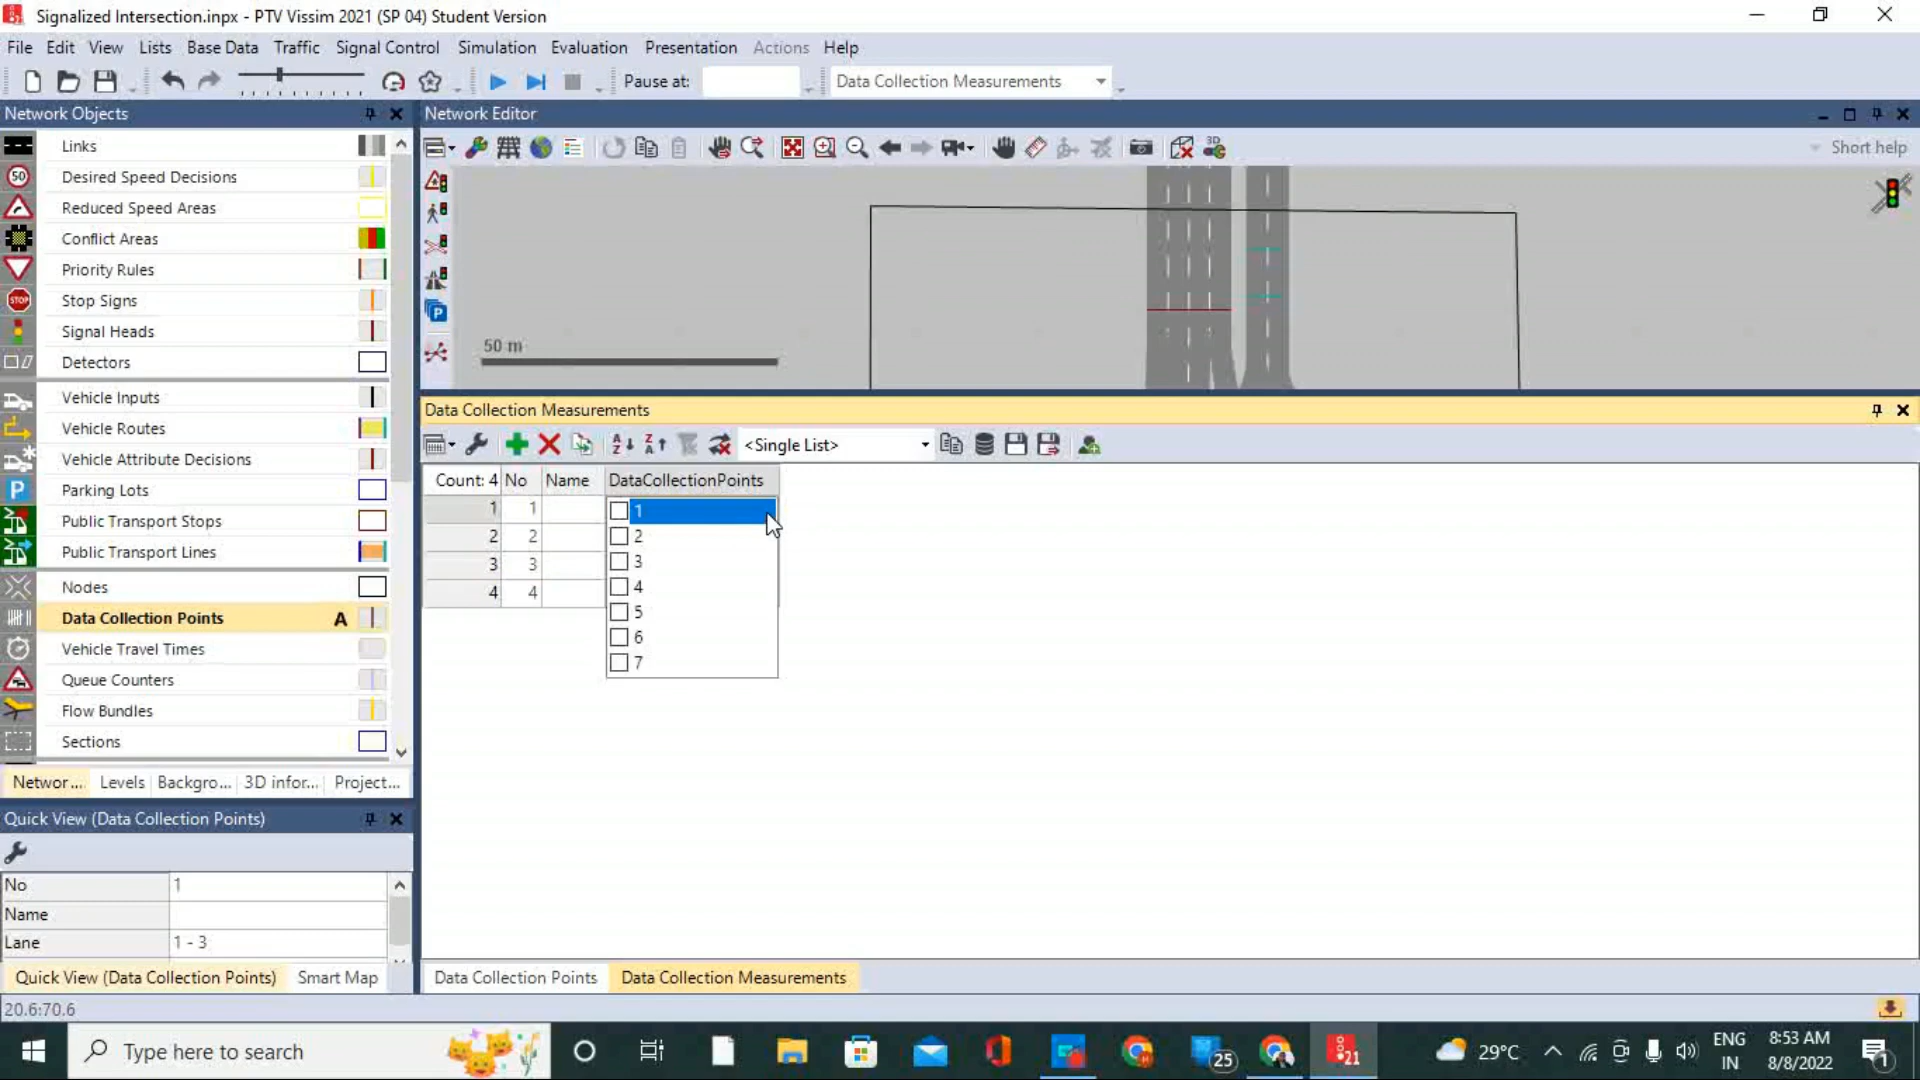 Signalized Intersection.inpx - PTV Vissim 2021 (SP 04) Student Version
File Edit View Lists Base Data Traffic Signal Control Simulation Evaluation Presentation Actions Help
Pause at: Data Collection Measurements
Network Objects
Network Editor
Short help
Links
Desired Speed Decisions
Reduced Speed Areas
Conflict Areas
Priority Rules
Stop Signs
Signal Heads
Detectors
Vehicle Inputs
Vehicle Routes
Vehicle Attribute Decisions
Parking Lots
Public Transport Stops
Public Transport Lines
Nodes
Data Collection Points A
Vehicle Travel Times
Queue Counters
Flow Bundles
Sections
Networ... Levels Backgro... 3D infor... Project...
50 m
Data Collection Measurements
<Single List>
Count: 4 No Name DataCollectionPoints
1 1
2 2
3 3
4 4
1
2
3
4
5
6
7
Quick View (Data Collection Points)
No 1
Name
Lane 1 - 3
Quick View (Data Collection Points) Smart Map
Data Collection Points Data Collection Measurements
20.6:70.6
Type here to search
25
21
29°C
ENG
IN
8:53 AM
8/8/2022
1